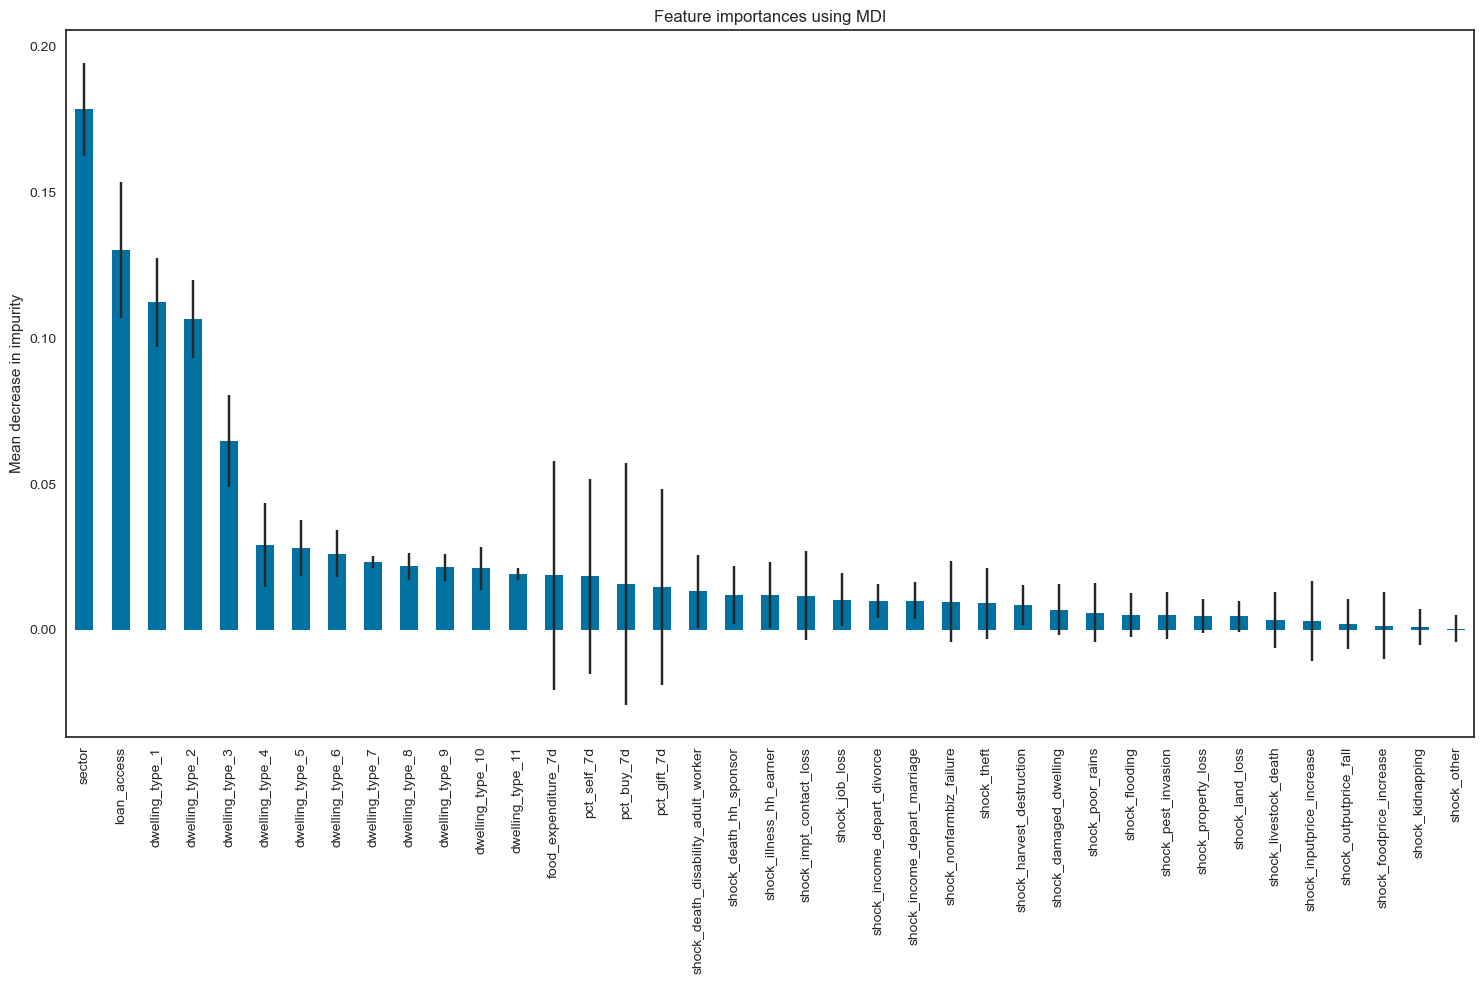 Feature importances using MDI
Mean decrease in impurity
0.20
0.15
0.10
0.05
0.00
sector
loan_access
dwelling_type_1
dwelling_type_2
dwelling_type_3
dwelling_type_4
dwelling_type_5
dwelling_type_6
dwelling_type_7
dwelling_type_8
dwelling_type_9
dwelling_type_10
dwelling_type_11
food_expenditure_7d
pct_self_7d
pct_buy_7d
pct_gift_7d
shock_death_disability_adult_worker
shock_death_hh_sponsor
shock_illness_hh_earner
shock_impt_contact_loss
shock_job_loss
shock_income_depart_divorce
shock_income_depart_marriage
shock_nonfarmbiz_failure
shock_theft
shock_harvest_destruction
shock_damaged_dwelling
shock_poor_rains
shock_flooding
shock_pest_invasion
shock_property_loss
shock_land_loss
shock_livestock_death
shock_inputprice_increase
shock_outputprice_fall
shock_foodprice_increase
shock_kidnapping
shock_other